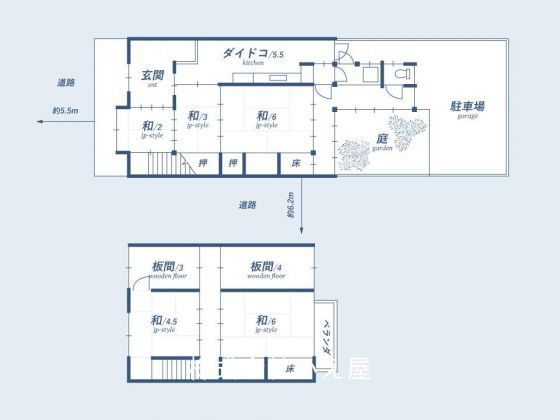 ダイドコ/5.5
kitchen
玄関
ent
道路
約5.5m
和/2
jp-style
和/3
jp-style
和/6
jp-style
駐車場
garage
庭
garden
押
押
床
道路
約6.2m
板間/3
wooden floor
板間/4
wooden floor
和/4.5
jp-style
和/6
jp-style
ベランダ
床